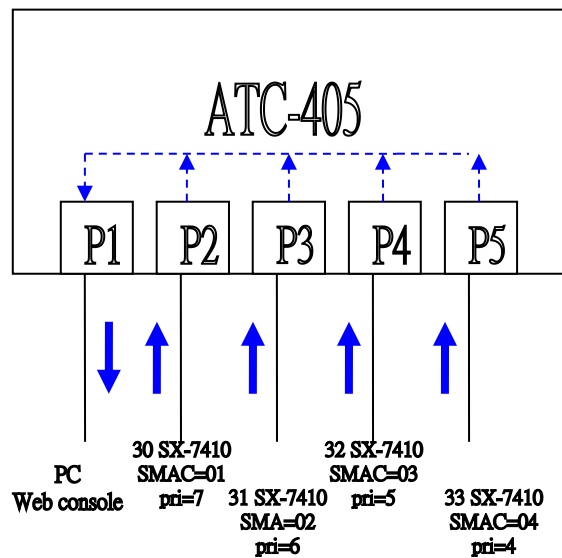 ATC-405
P1
P2
P3
P4
P5
PC
Web console
30 SX-7410
SMAC=01
pri=7
31 SX-7410
SMA=02
pri=6
32 SX-7410
SMAC=03
pri=5
33 SX-7410
SMAC=04
pri=4